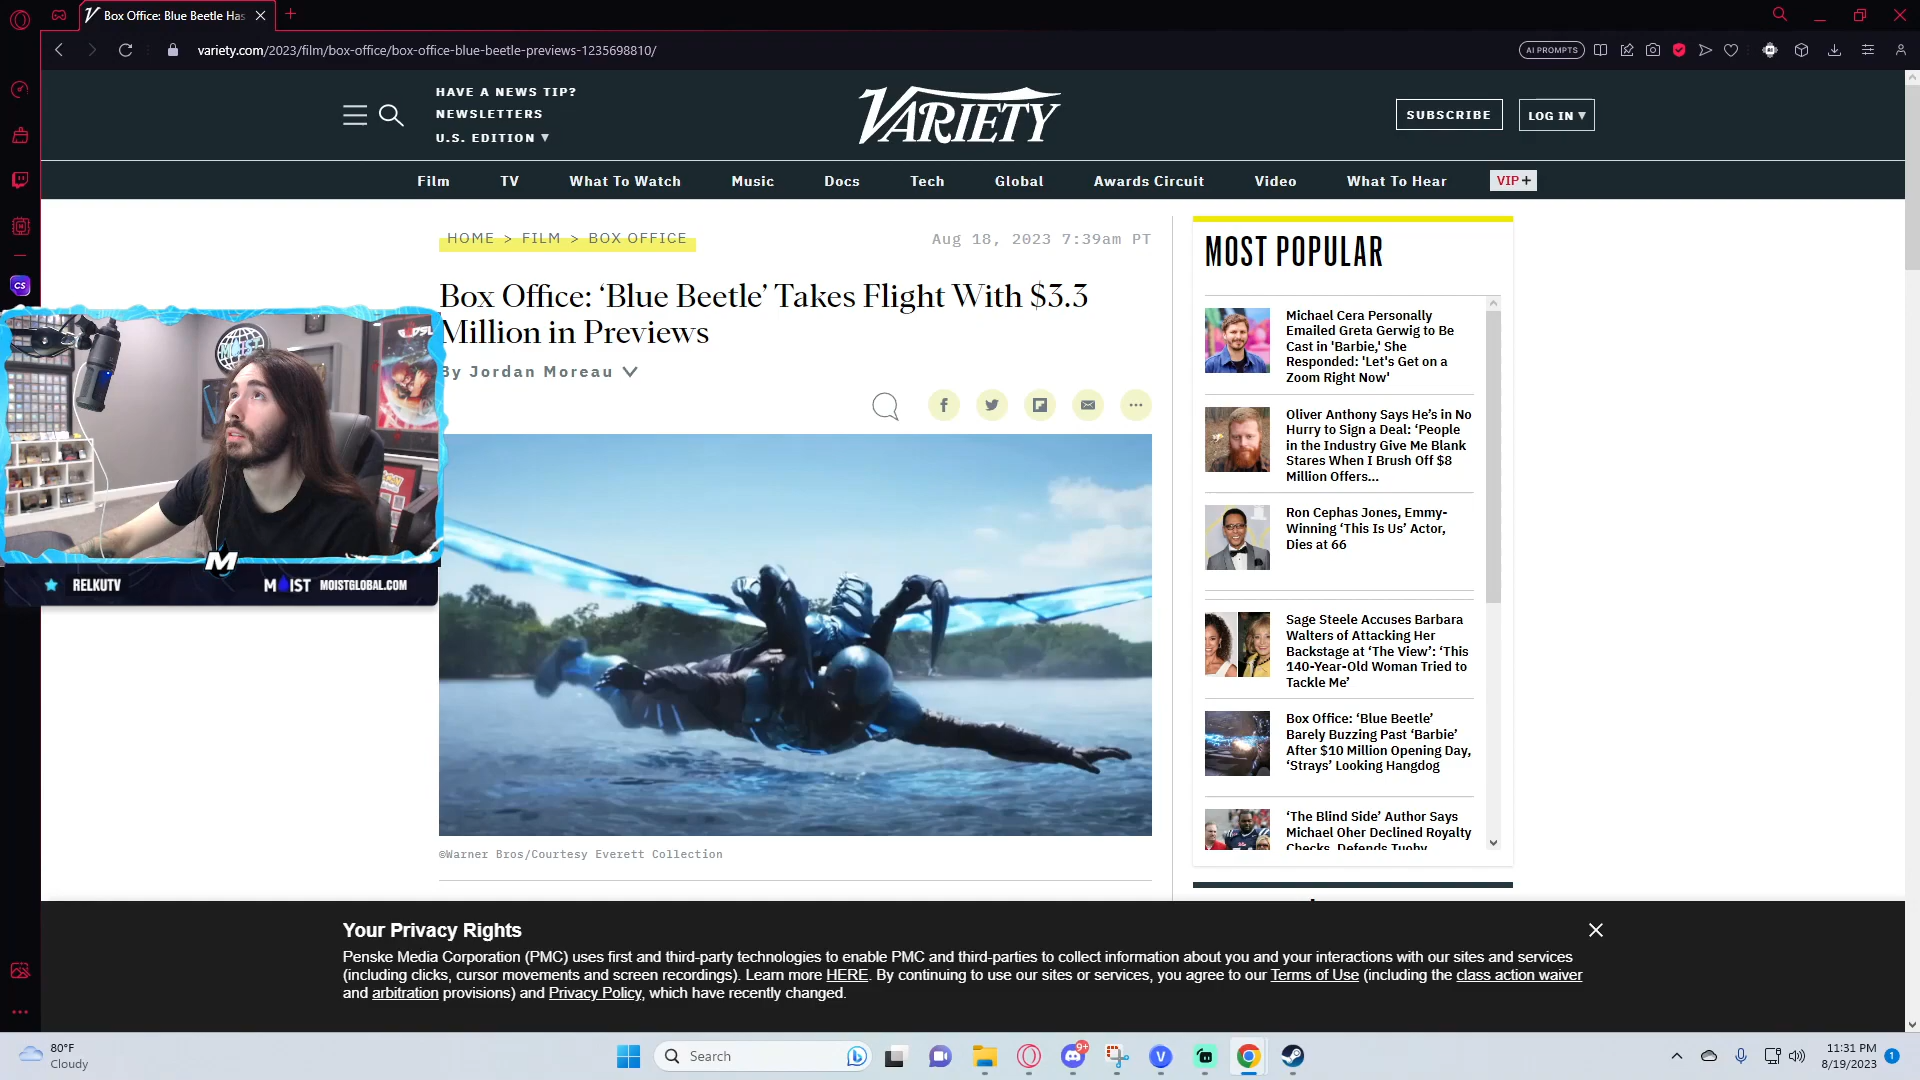 Box Office: Blue Beetle Has
variety.com/2023/film/box-office/box-office-blue-beetle-previews-1235698810/
AI PROMPTS
HAVE A NEWS TIP?
NEWSLETTERS
U.S. EDITION ▼
VARIETY
SUBSCRIBE
LOG IN ▼
Film
TV
What To Watch
Music
Docs
Tech
Global
Awards Circuit
Video
What To Hear
VIP+
HOME > FILM > BOX OFFICE
Aug 18, 2023 7:39am PT
Box Office: ‘Blue Beetle’ Takes Flight With $3.3
Million in Previews
By Jordan Moreau
©Warner Bros/Courtesy Everett Collection
MOST POPULAR
Michael Cera Personally
Emailed Greta Gerwig to Be
Cast in 'Barbie,' She
Responded: 'Let's Get on a
Zoom Right Now'
Oliver Anthony Says He’s in No
Hurry to Sign a Deal: ‘People
in the Industry Give Me Blank
Stares When I Brush Off $8
Million Offers...
Ron Cephas Jones, Emmy-
Winning ‘This Is Us’ Actor,
Dies at 66
Sage Steele Accuses Barbara
Walters of Attacking Her
Backstage at ‘The View’: ‘This
140-Year-Old Woman Tried to
Tackle Me’
Box Office: ‘Blue Beetle’
Barely Buzzing Past ‘Barbie’
After $10 Million Opening Day,
‘Strays’ Looking Hangdog
‘The Blind Side’ Author Says
Michael Oher Declined Royalty
Checks, Defends Tuohy
CS
M
RELKUTV
MOIST
MOISTGLOBAL.COM
Your Privacy Rights
Penske Media Corporation (PMC) uses first and third-party technologies to enable PMC and third-parties to collect information about you and your interactions with our sites and services
(including clicks, cursor movements and screen recordings). Learn more HERE. By continuing to use our sites or services, you agree to our Terms of Use (including the class action waiver
and arbitration provisions) and Privacy Policy, which have recently changed.
80°F
Cloudy
Search
9+
11:31 PM
8/19/2023
1